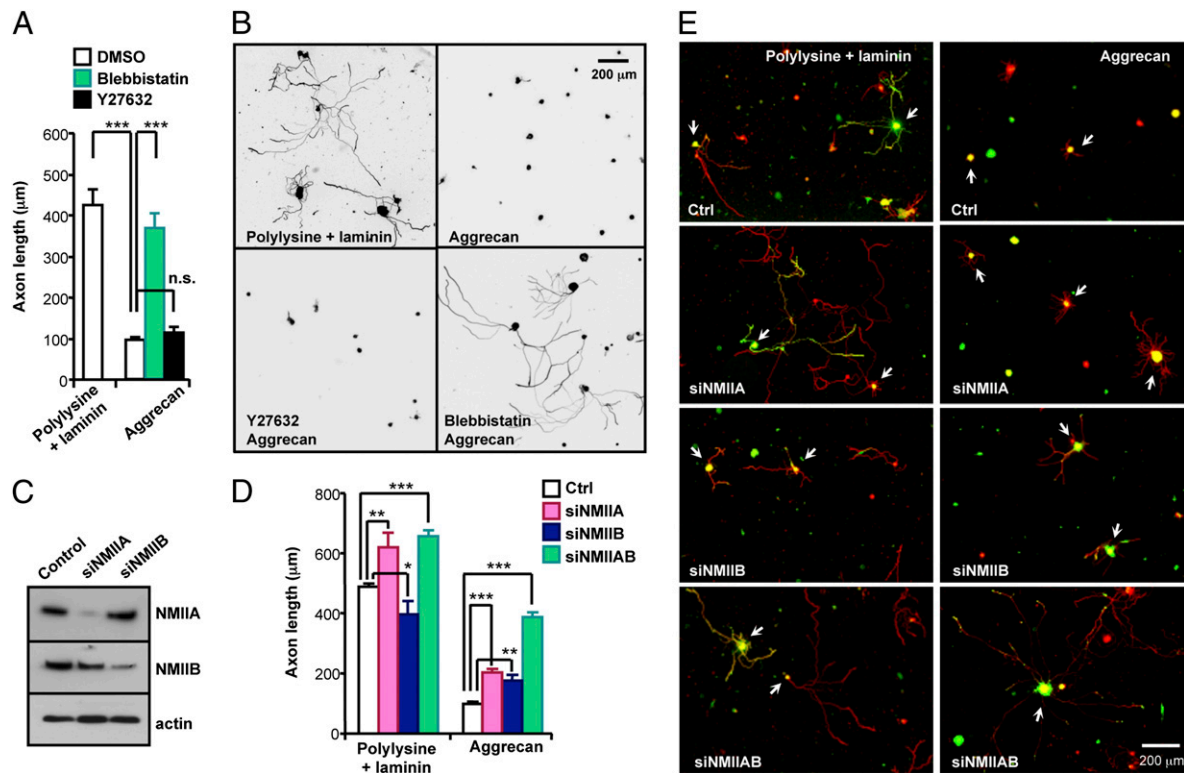 A
DMSO
Blebbistatin
Y27632
*** ***
n.s.
Axon length (µm)
600
500
400
300
200
100
0
Polylysine
+ laminin
Aggrecan
B
200 µm
Polylysine + laminin
Aggrecan
Y27632
Aggrecan
Blebbistatin
Aggrecan
C
Control
siNMIIA
siNMIIB
NMIIA
NMIIB
actin
D
Ctrl
siNMIIA
siNMIIB
siNMIIAB
***
**
*
***
***
**
Axon length (µm)
800
600
400
200
0
Polylysine
+ laminin
Aggrecan
E
Polylysine + laminin
Aggrecan
Ctrl
Ctrl
siNMIIA
siNMIIA
siNMIIB
siNMIIB
siNMIIAB
siNMIIAB
200 µm